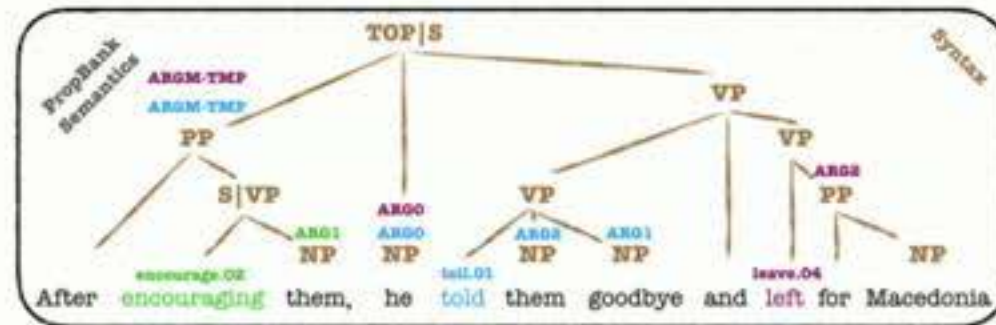 TOP|S
Syntax
PropBank
Semantics
ARGM-TMP
ARGM-TMP
VP
PP
VP
ARG2
S|VP
ARG0
VP
PP
ARG1
ARG0
ARG2
ARG1
NP
NP
NP
NP
NP
encourage.02
tell.01
leave.04
After encouraging them, he told them goodbye and left for Macedonia